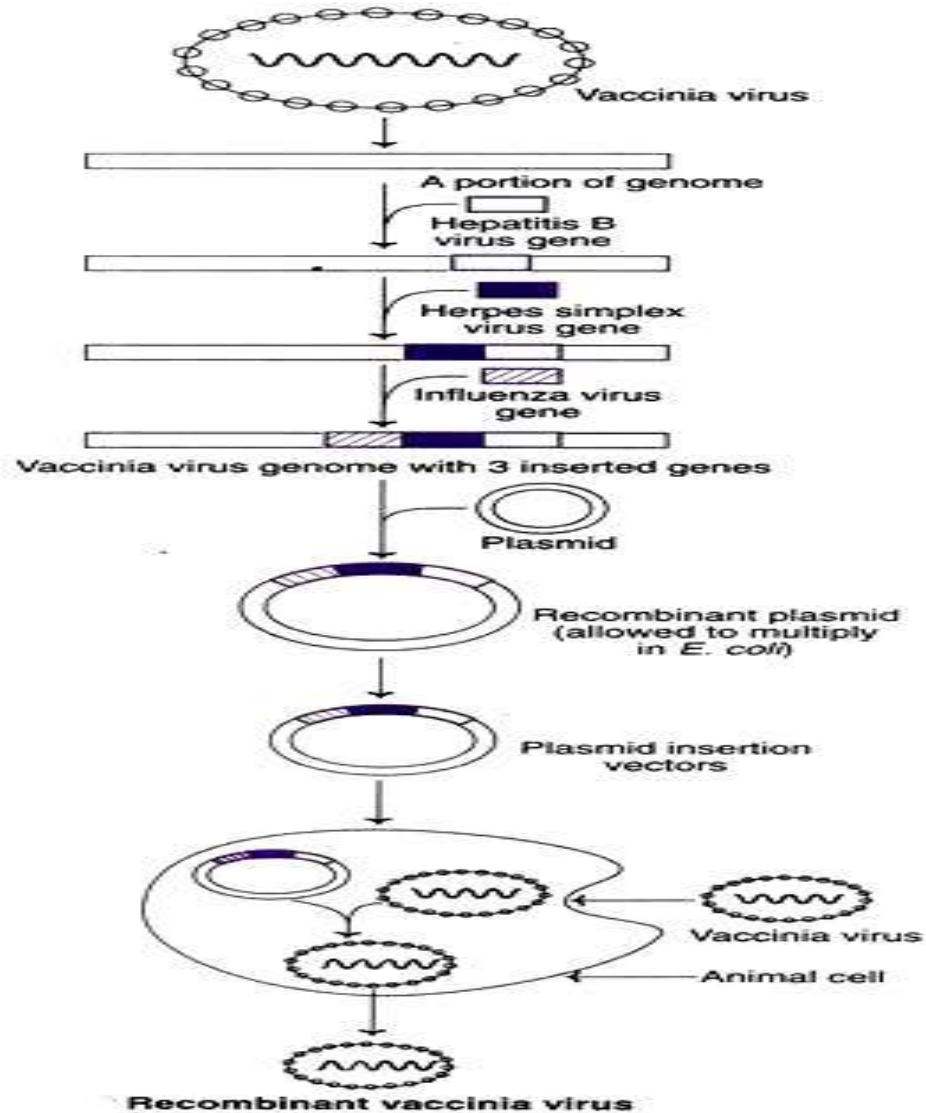 Vaccinia virus
A portion of genome
Hepatitis B
virus gene
Herpes simplex
virus gene
Influenza virus
gene
Vaccinia virus genome with 3 inserted genes
Plasmid
Recombinant plasmid
(allowed to multiply
in E. coli)
Plasmid insertion
vectors
Vaccinia virus
Animal cell
Recombinant vaccinia virus